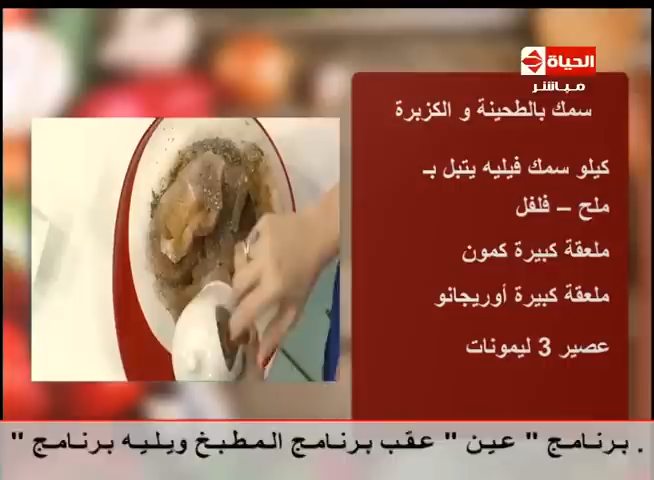 الحياة
مباشر
سمك بالطحينة و الكزبرة
كيلو سمك فيليه يتبل بـ
ملح – فلفل
ملعقة كبيرة كمون
ملعقة كبيرة أوريجانو
عصير 3 ليمونات
. برنامج " عين " عقب برنامج المطبخ ويليه برنامج "